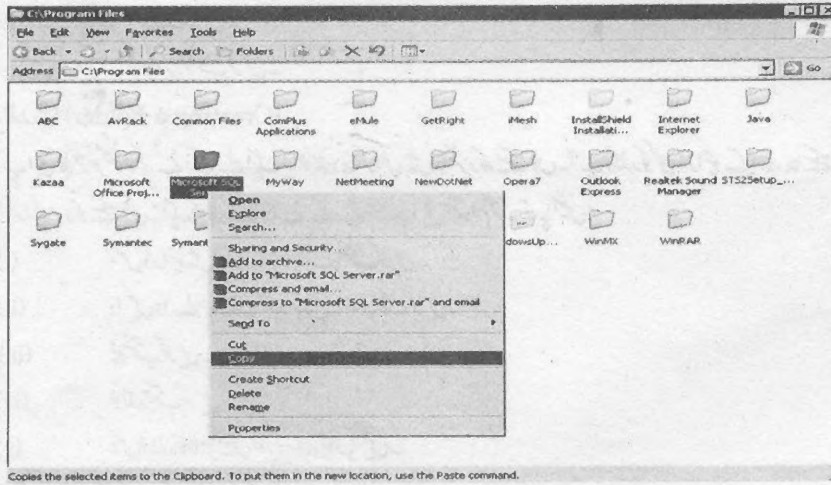 C:\Program Files
File Edit View Favorites Tools Help
Back Search Folders
Address C:\Program Files Go
ABC AvRack Common Files ComPlus Applications eMule GetRight iMesh InstallShield Installati... Internet Explorer Java
Kazaa Microsoft Office Proj... Microsoft SQL Ser... MyWay NetMeeting NewDotNet Opera7 Outlook Express Realtek Sound Manager STS2Setup_...
Sygate Symantec Symant dowsUp... WinMX WinRAR
Open
Explore
Search...
Sharing and Security...
Add to archive...
Add to "Microsoft SQL Server.rar"
Compress and email...
Compress to "Microsoft SQL Server.rar" and email
Send To
Cut
Copy
Create Shortcut
Delete
Rename
Properties
Copies the selected items to the Clipboard. To put them in the new location, use the Paste command.